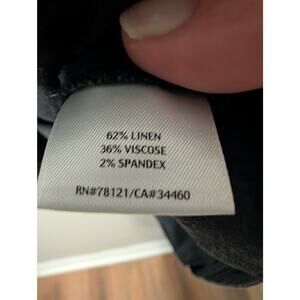 62% LINEN
36% VISCOSE
2% SPANDEX
RN#78121/CA#34460